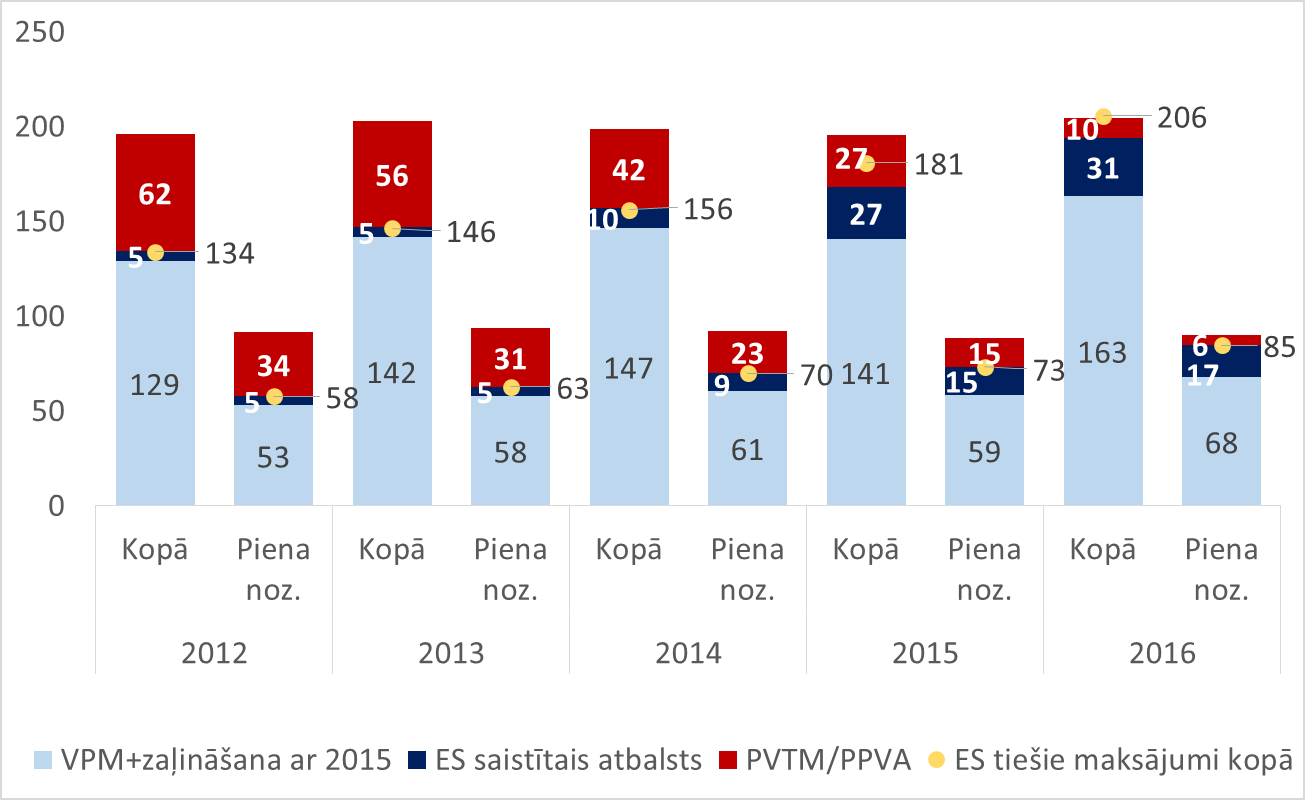 250
200
150
100
50
0
62
5
134
129
34
5
58
53
56
5
146
142
31
5
63
58
42
10
156
147
23
9
70
61
27
181
27
141
15
73
15
59
206
10
31
163
6
85
17
68
Kopā
Piena
noz.
Kopā
Piena
noz.
Kopā
Piena
noz.
Kopā
Piena
noz.
Kopā
Piena
noz.
2012
2013
2014
2015
2016
VPM+zaļināšana ar 2015
ES saistītais atbalsts
PVTM/PPVA
ES tiešie maksājumi kopā